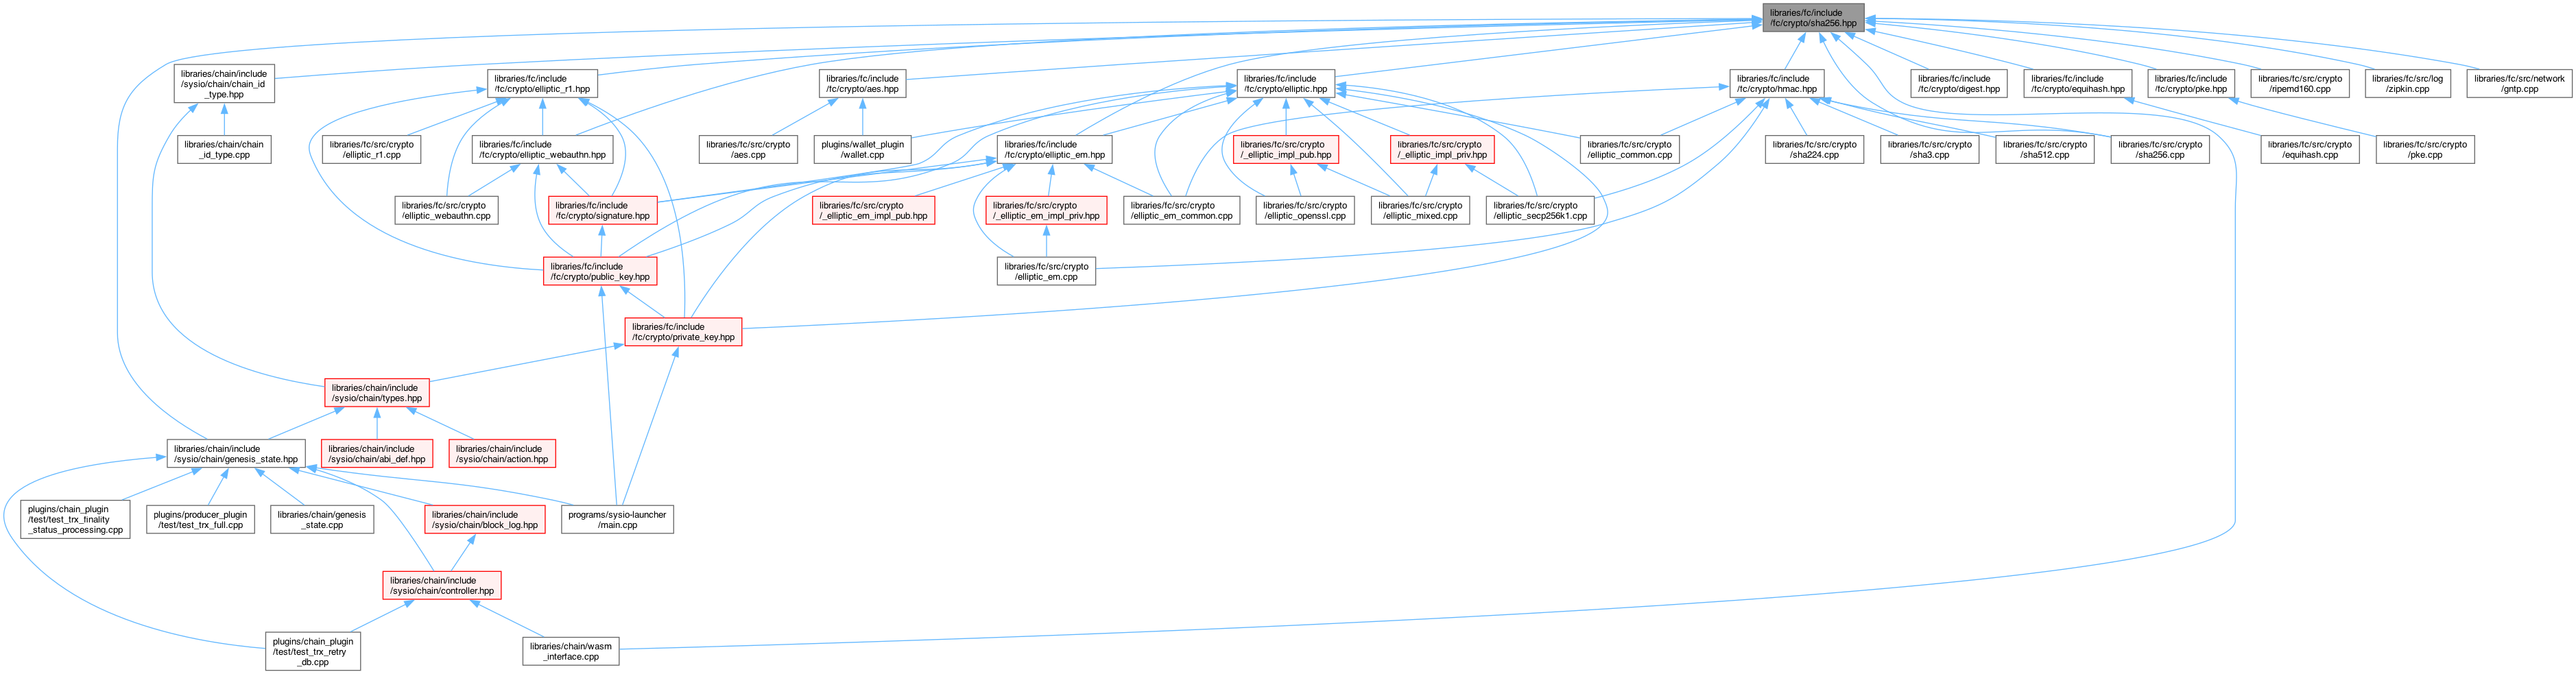 libraries/fc/include
/fc/crypto/sha256.hpp
libraries/chain/include
/sysio/chain/chain_id
_type.hpp
libraries/fc/include
/fc/crypto/elliptic_r1.hpp
libraries/fc/include
/fc/crypto/aes.hpp
libraries/fc/include
/fc/crypto/elliptic.hpp
libraries/fc/include
/fc/crypto/hmac.hpp
libraries/fc/include
/fc/crypto/digest.hpp
libraries/fc/include
/fc/crypto/equihash.hpp
libraries/fc/include
/fc/crypto/pke.hpp
libraries/fc/src/crypto
/ripemd160.cpp
libraries/fc/src/log
/zipkin.cpp
libraries/fc/src/network
/gntp.cpp
libraries/chain/chain
_id_type.cpp
libraries/fc/src/crypto
/elliptic_r1.cpp
libraries/fc/include
/fc/crypto/elliptic_webauthn.hpp
libraries/fc/src/crypto
/aes.cpp
plugins/wallet_plugin
/wallet.cpp
libraries/fc/include
/fc/crypto/elliptic_em.hpp
libraries/fc/src/crypto
/_elliptic_impl_pub.hpp
libraries/fc/src/crypto
/_elliptic_impl_priv.hpp
libraries/fc/src/crypto
/elliptic_common.cpp
libraries/fc/src/crypto
/sha224.cpp
libraries/fc/src/crypto
/sha3.cpp
libraries/fc/src/crypto
/sha512.cpp
libraries/fc/src/crypto
/sha256.cpp
libraries/fc/src/crypto
/equihash.cpp
libraries/fc/src/crypto
/pke.cpp
libraries/fc/src/crypto
/elliptic_webauthn.cpp
libraries/fc/include
/fc/crypto/signature.hpp
libraries/fc/src/crypto
/_elliptic_em_impl_pub.hpp
libraries/fc/src/crypto
/_elliptic_em_impl_priv.hpp
libraries/fc/src/crypto
/elliptic_em_common.cpp
libraries/fc/src/crypto
/elliptic_openssl.cpp
libraries/fc/src/crypto
/elliptic_mixed.cpp
libraries/fc/src/crypto
/elliptic_secp256k1.cpp
libraries/fc/include
/fc/crypto/public_key.hpp
libraries/fc/src/crypto
/elliptic_em.cpp
libraries/fc/include
/fc/crypto/private_key.hpp
libraries/chain/include
/sysio/chain/types.hpp
libraries/chain/include
/sysio/chain/genesis_state.hpp
libraries/chain/include
/sysio/chain/abi_def.hpp
libraries/chain/include
/sysio/chain/action.hpp
plugins/chain_plugin
/test/test_trx_finality
_status_processing.cpp
plugins/producer_plugin
/test/test_trx_full.cpp
libraries/chain/genesis
_state.cpp
libraries/chain/include
/sysio/chain/block_log.hpp
programs/sysio-launcher
/main.cpp
libraries/chain/include
/sysio/chain/controller.hpp
plugins/chain_plugin
/test/test_trx_retry
_db.cpp
libraries/chain/wasm
_interface.cpp